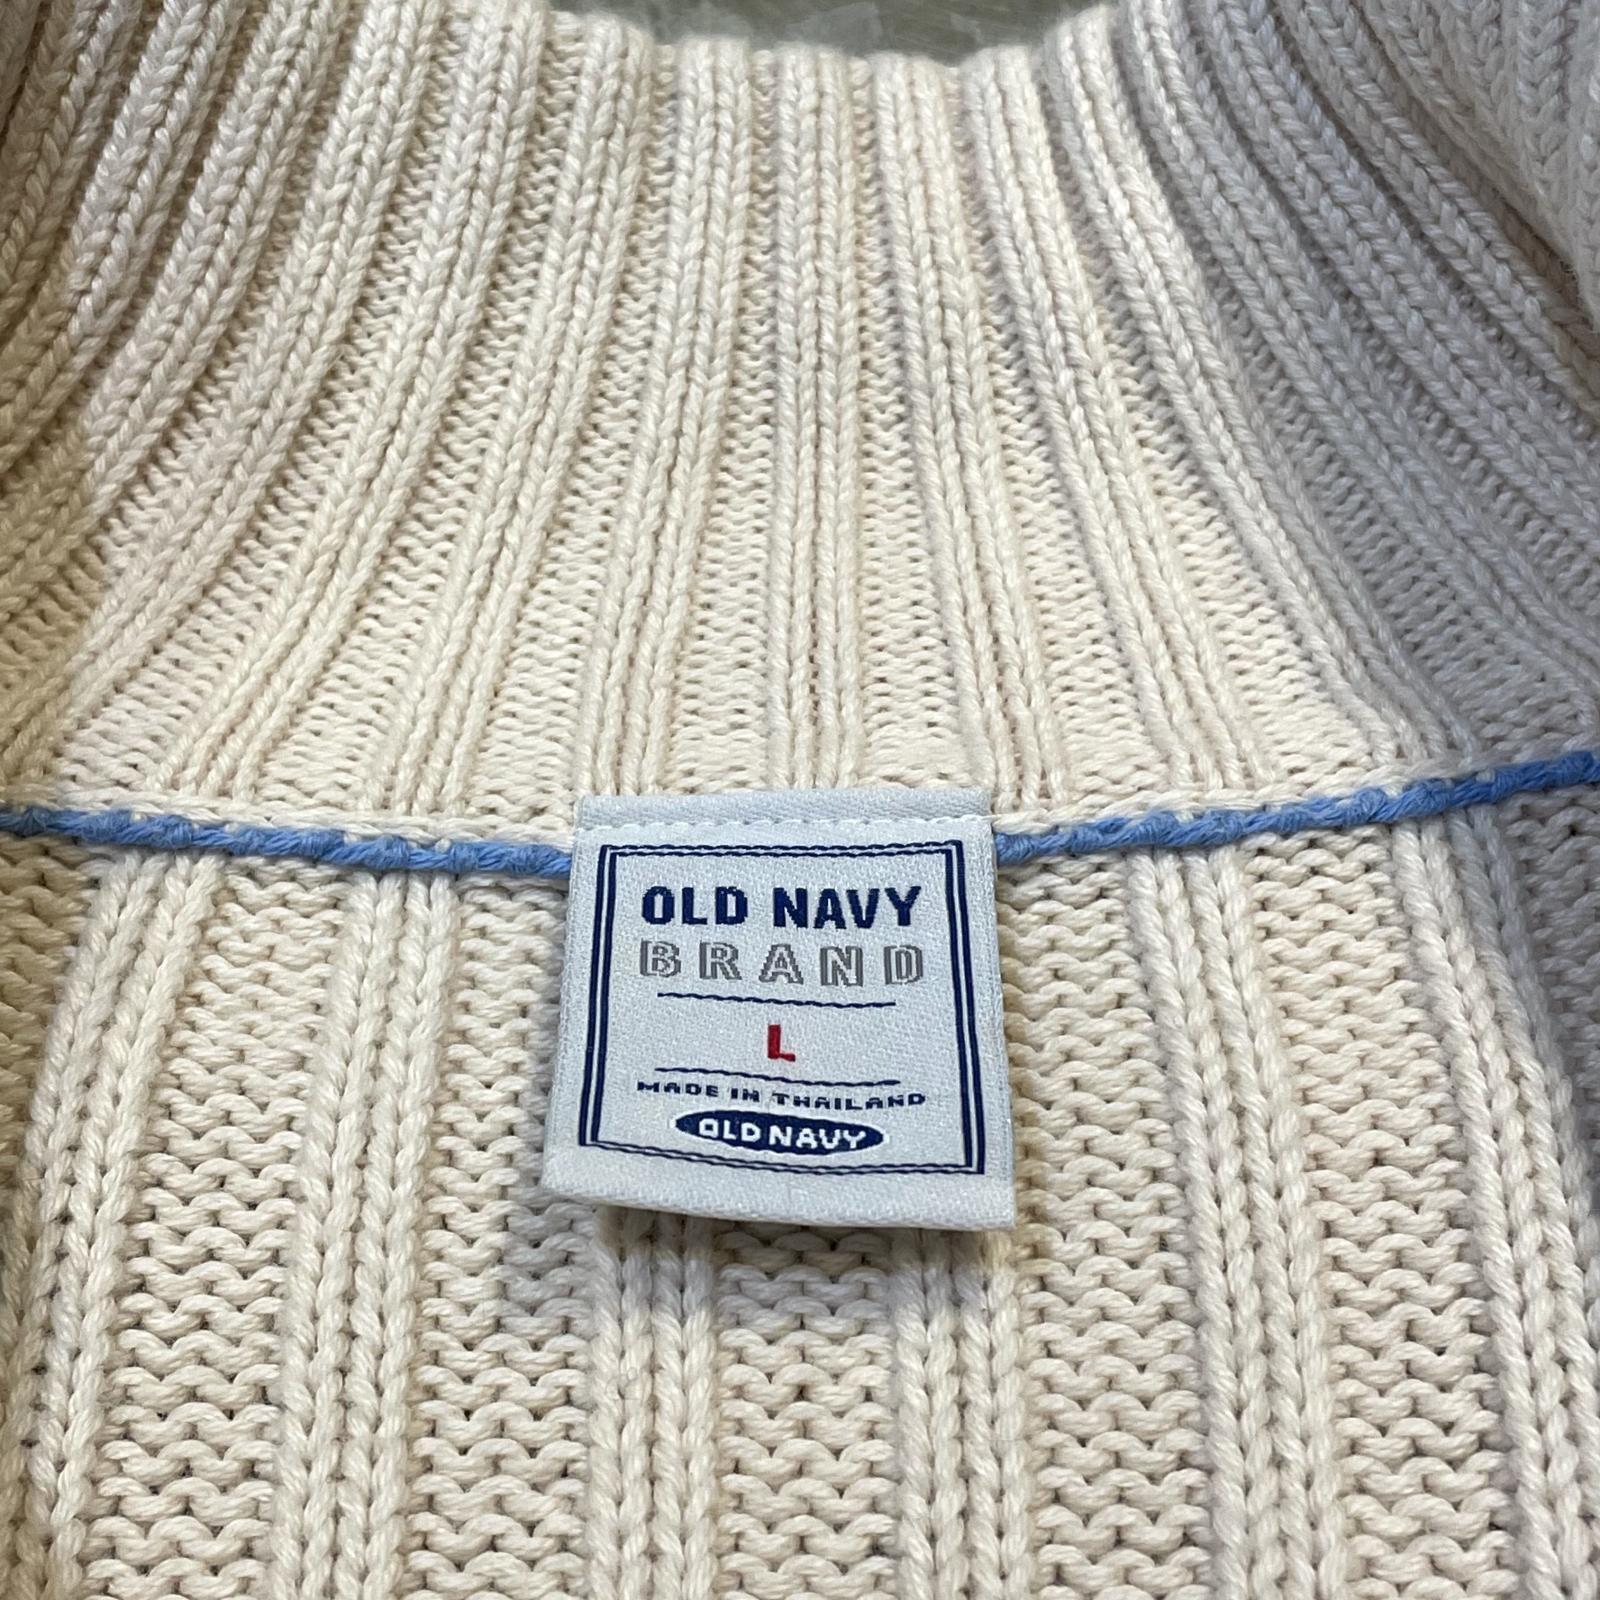 OLD NAVY
BRAND
L
MADE IN THAILAND
OLD NAVY